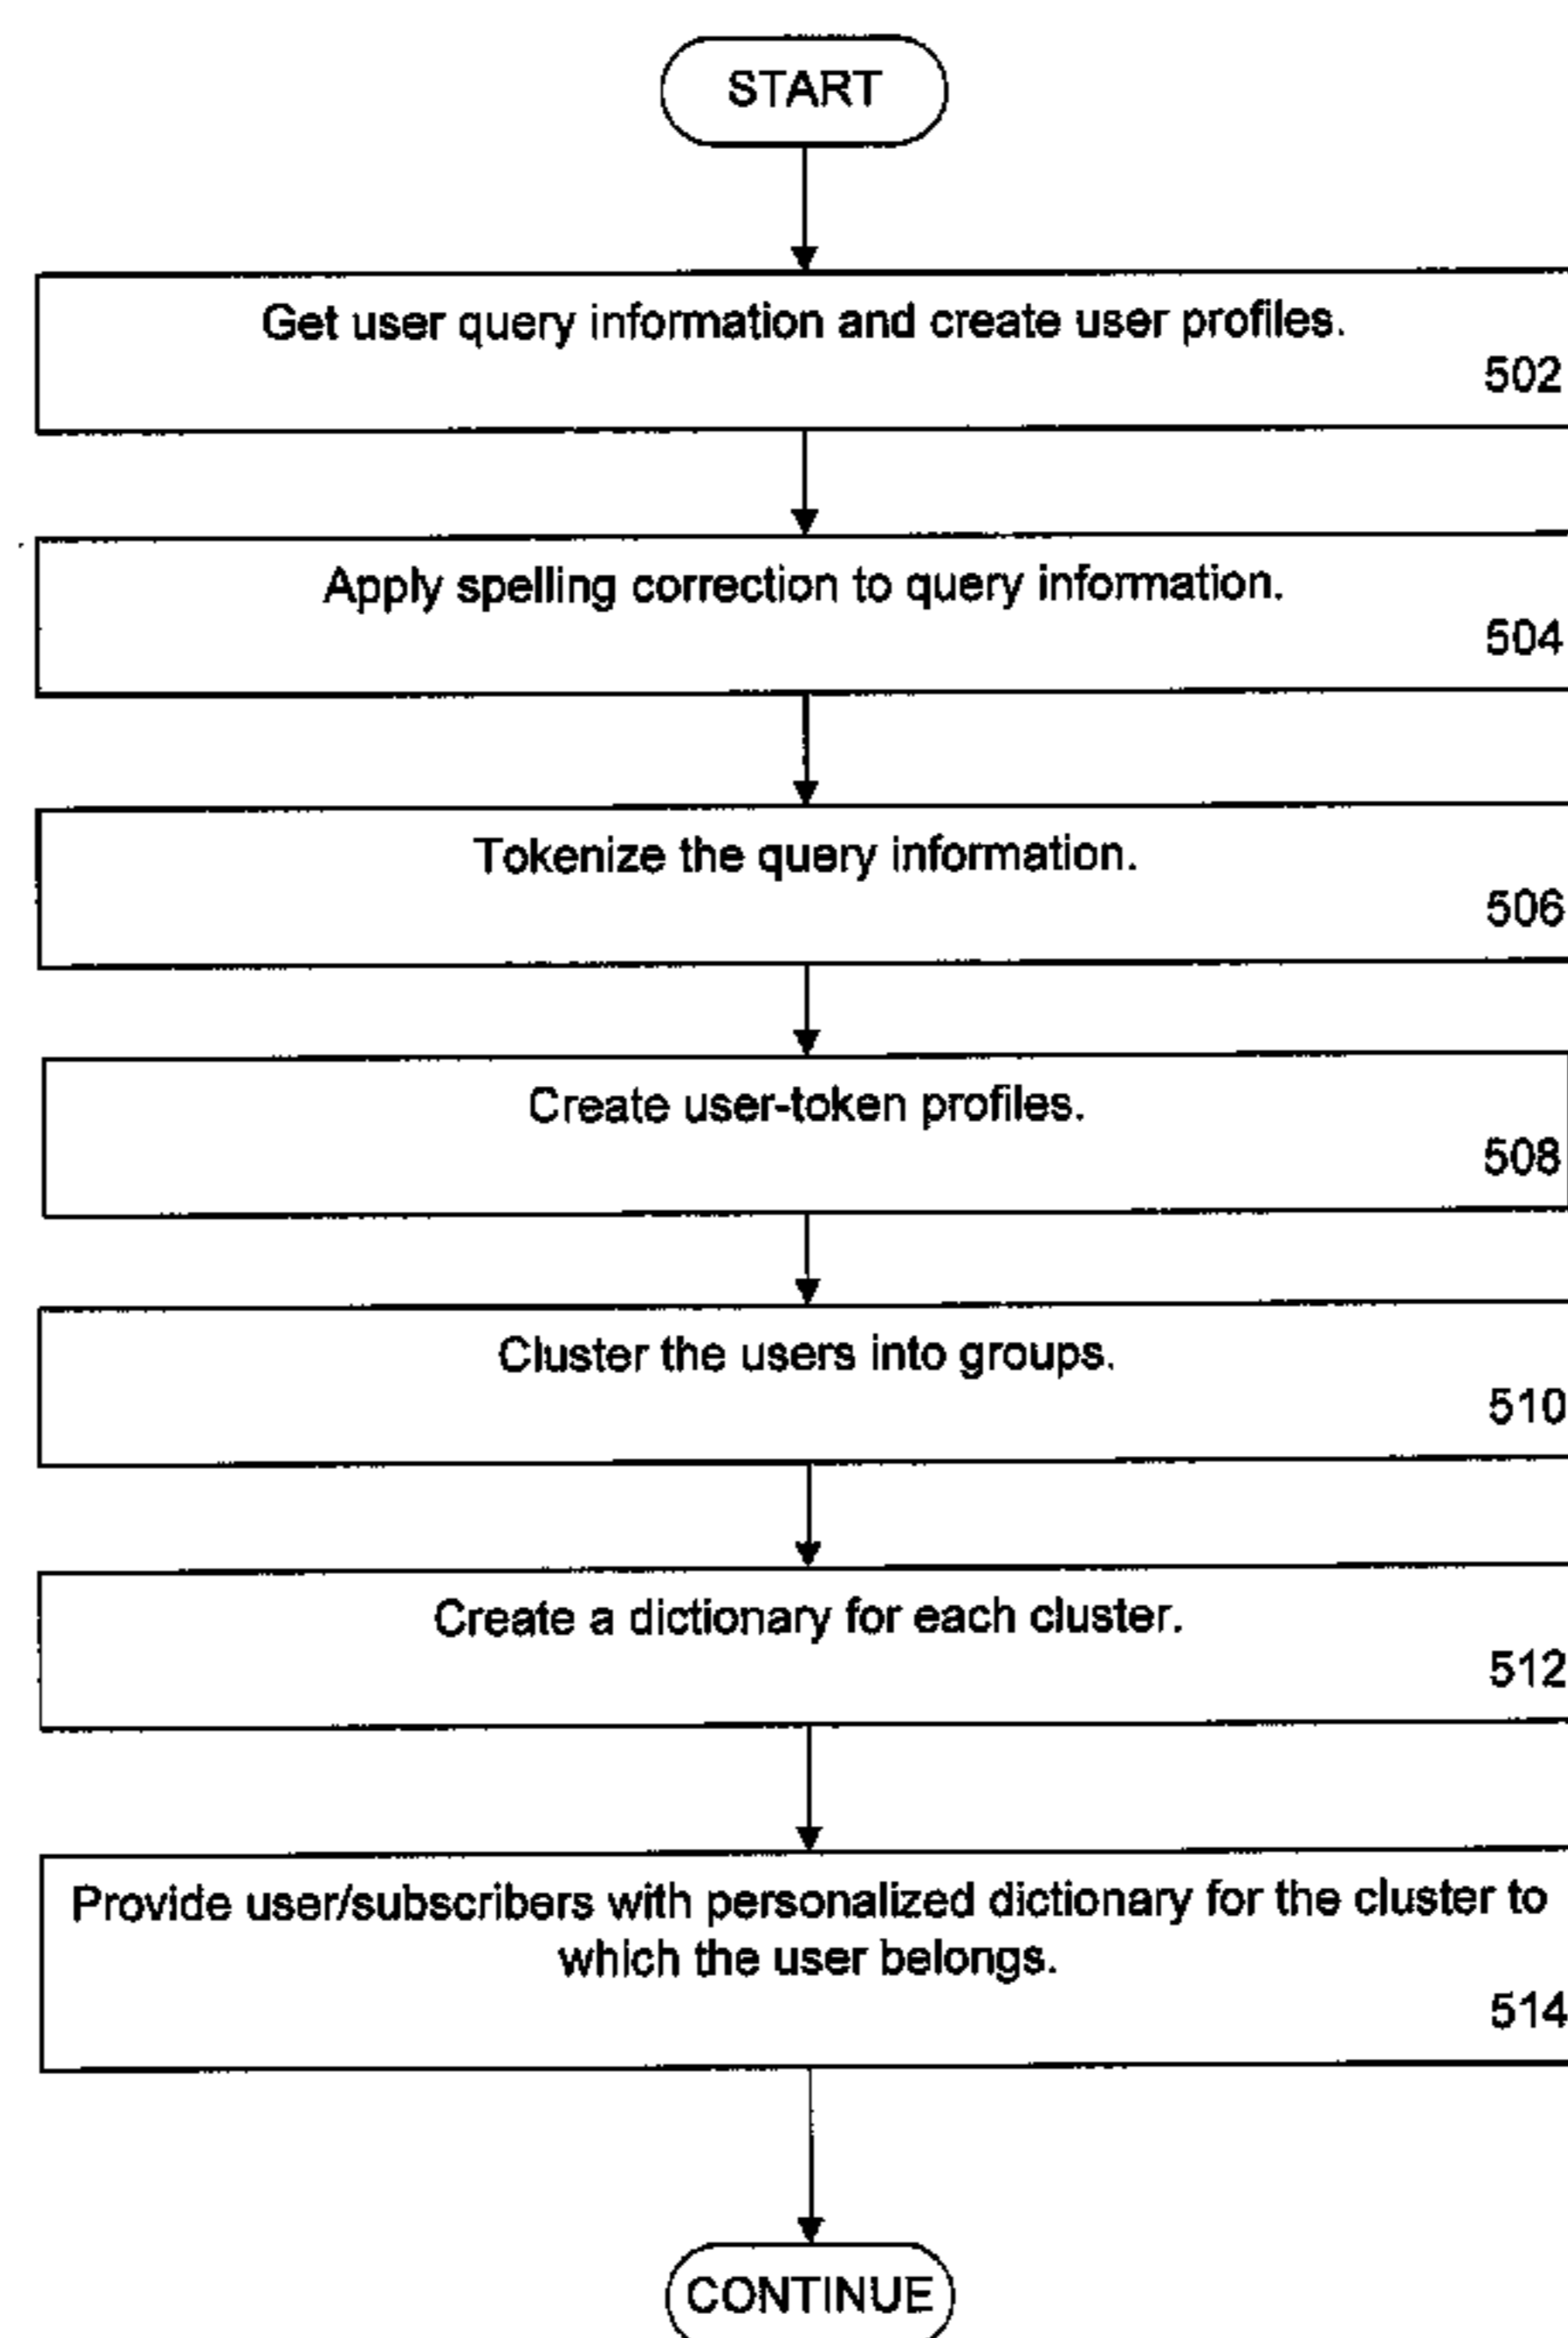 START
Get user query information and create user profiles.
502
Apply spelling correction to query information.
504
Tokenize the query information.
506
Create user-token profiles.
508
Cluster the users into groups.
510
Create a dictionary for each cluster.
512
Provide user/subscribers with personalized dictionary for the cluster to
which the user belongs.
514
CONTINUE